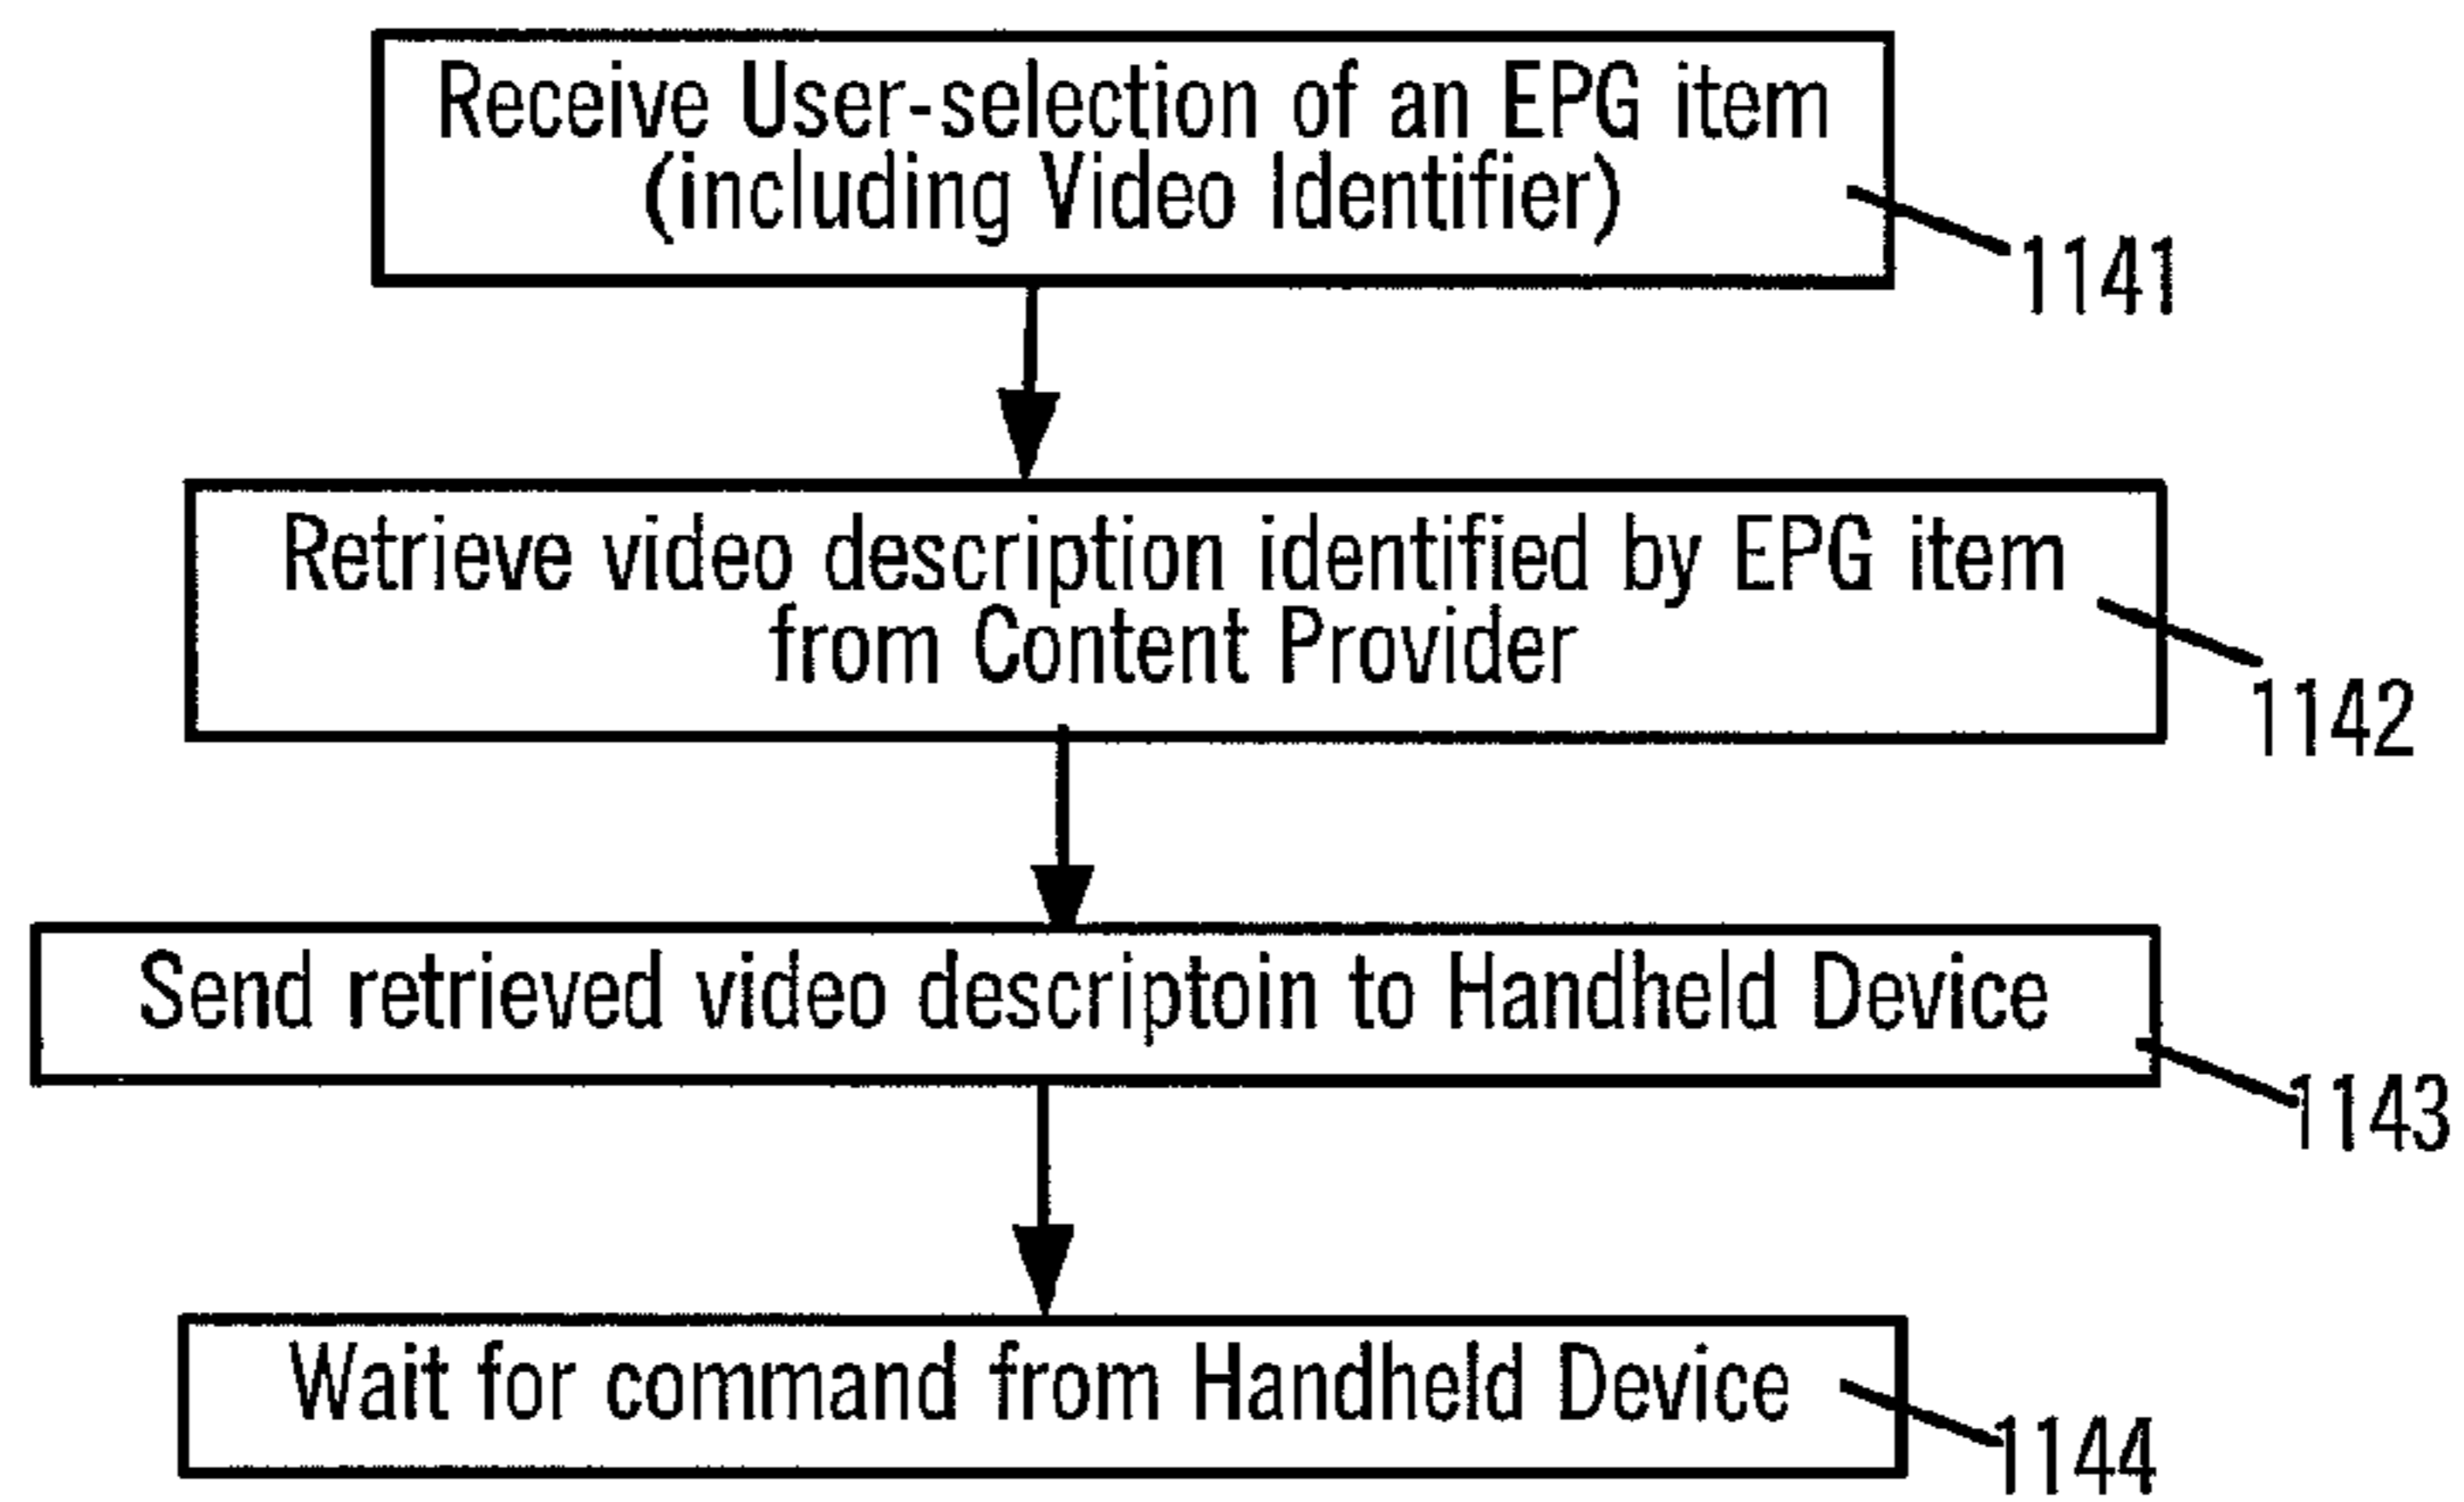 Receive User-selection of an EPG item
(including Video Identifier)
1141
Retrieve video description identified by EPG item
from Content Provider
1142
Send retrieved video descriptoin to Handheld Device
1143
Wait for command from Handheld Device
1144